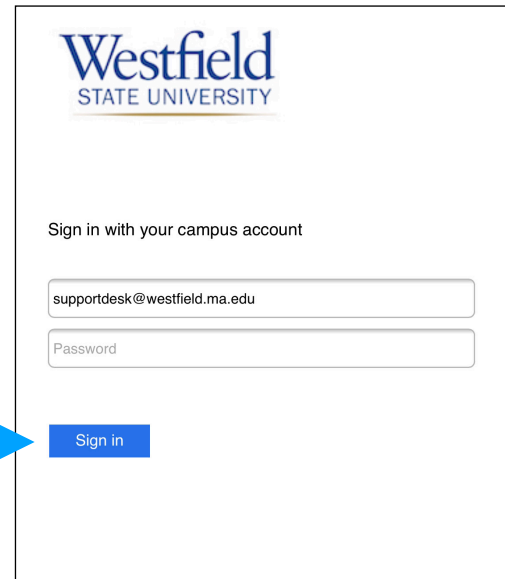 Westfield
STATE UNIVERSITY
Sign in with your campus account
supportdesk@westfield.ma.edu
Password
Sign in